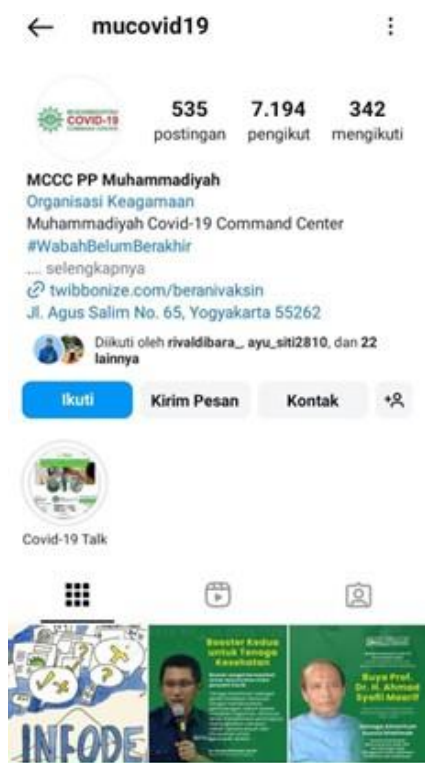 mucovid19
COVID-19
535 7.194 342
postingan pengikut mengikuti
MCCC PP Muhammadiyah
Organisasi Keagamaan
Muhammadiyah Covid-19 Command Center
#WabahBelumBerakhir
.... selengkapnya
twibbonize.com/beranivaksin
Jl. Agus Salim No. 65, Yogyakarta 55262
Diikuti oleh rivaldibara_, ayu_siti2810, dan 22
lainnya
Ikuti Kirim Pesan Kontak
Covid-19 Talk
INFODE
Booster Kedua
untuk Tenaga
Kesehatan
Buya Prof.
Dr. H. Ahmad
Syafii Maarif